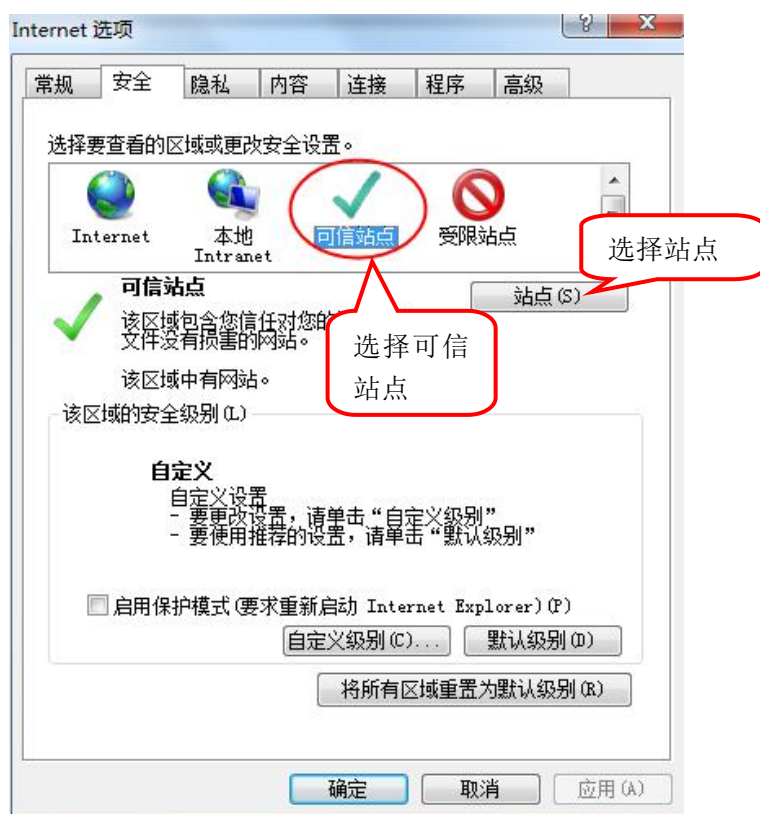 Internet 选项
常规 安全 隐私 内容 连接 程序 高级
选择要查看的区域或更改安全设置。
Internet
本地
Intranet
可信站点
受限站点
选择站点
可信站点
站点(S)
该区域包含您信任对您的
文件没有损害的网站。
选择可信
站点
该区域中有网站。
该区域的安全级别(L)
自定义
自定义设置
- 要更改设置，请单击“自定义级别”
- 要使用推荐的设置，请单击“默认级别”
启用保护模式(要求重新启动 Internet Explorer)(P)
自定义级别(C)... 默认级别(D)
将所有区域重置为默认级别(R)
确定 取消 应用(A)